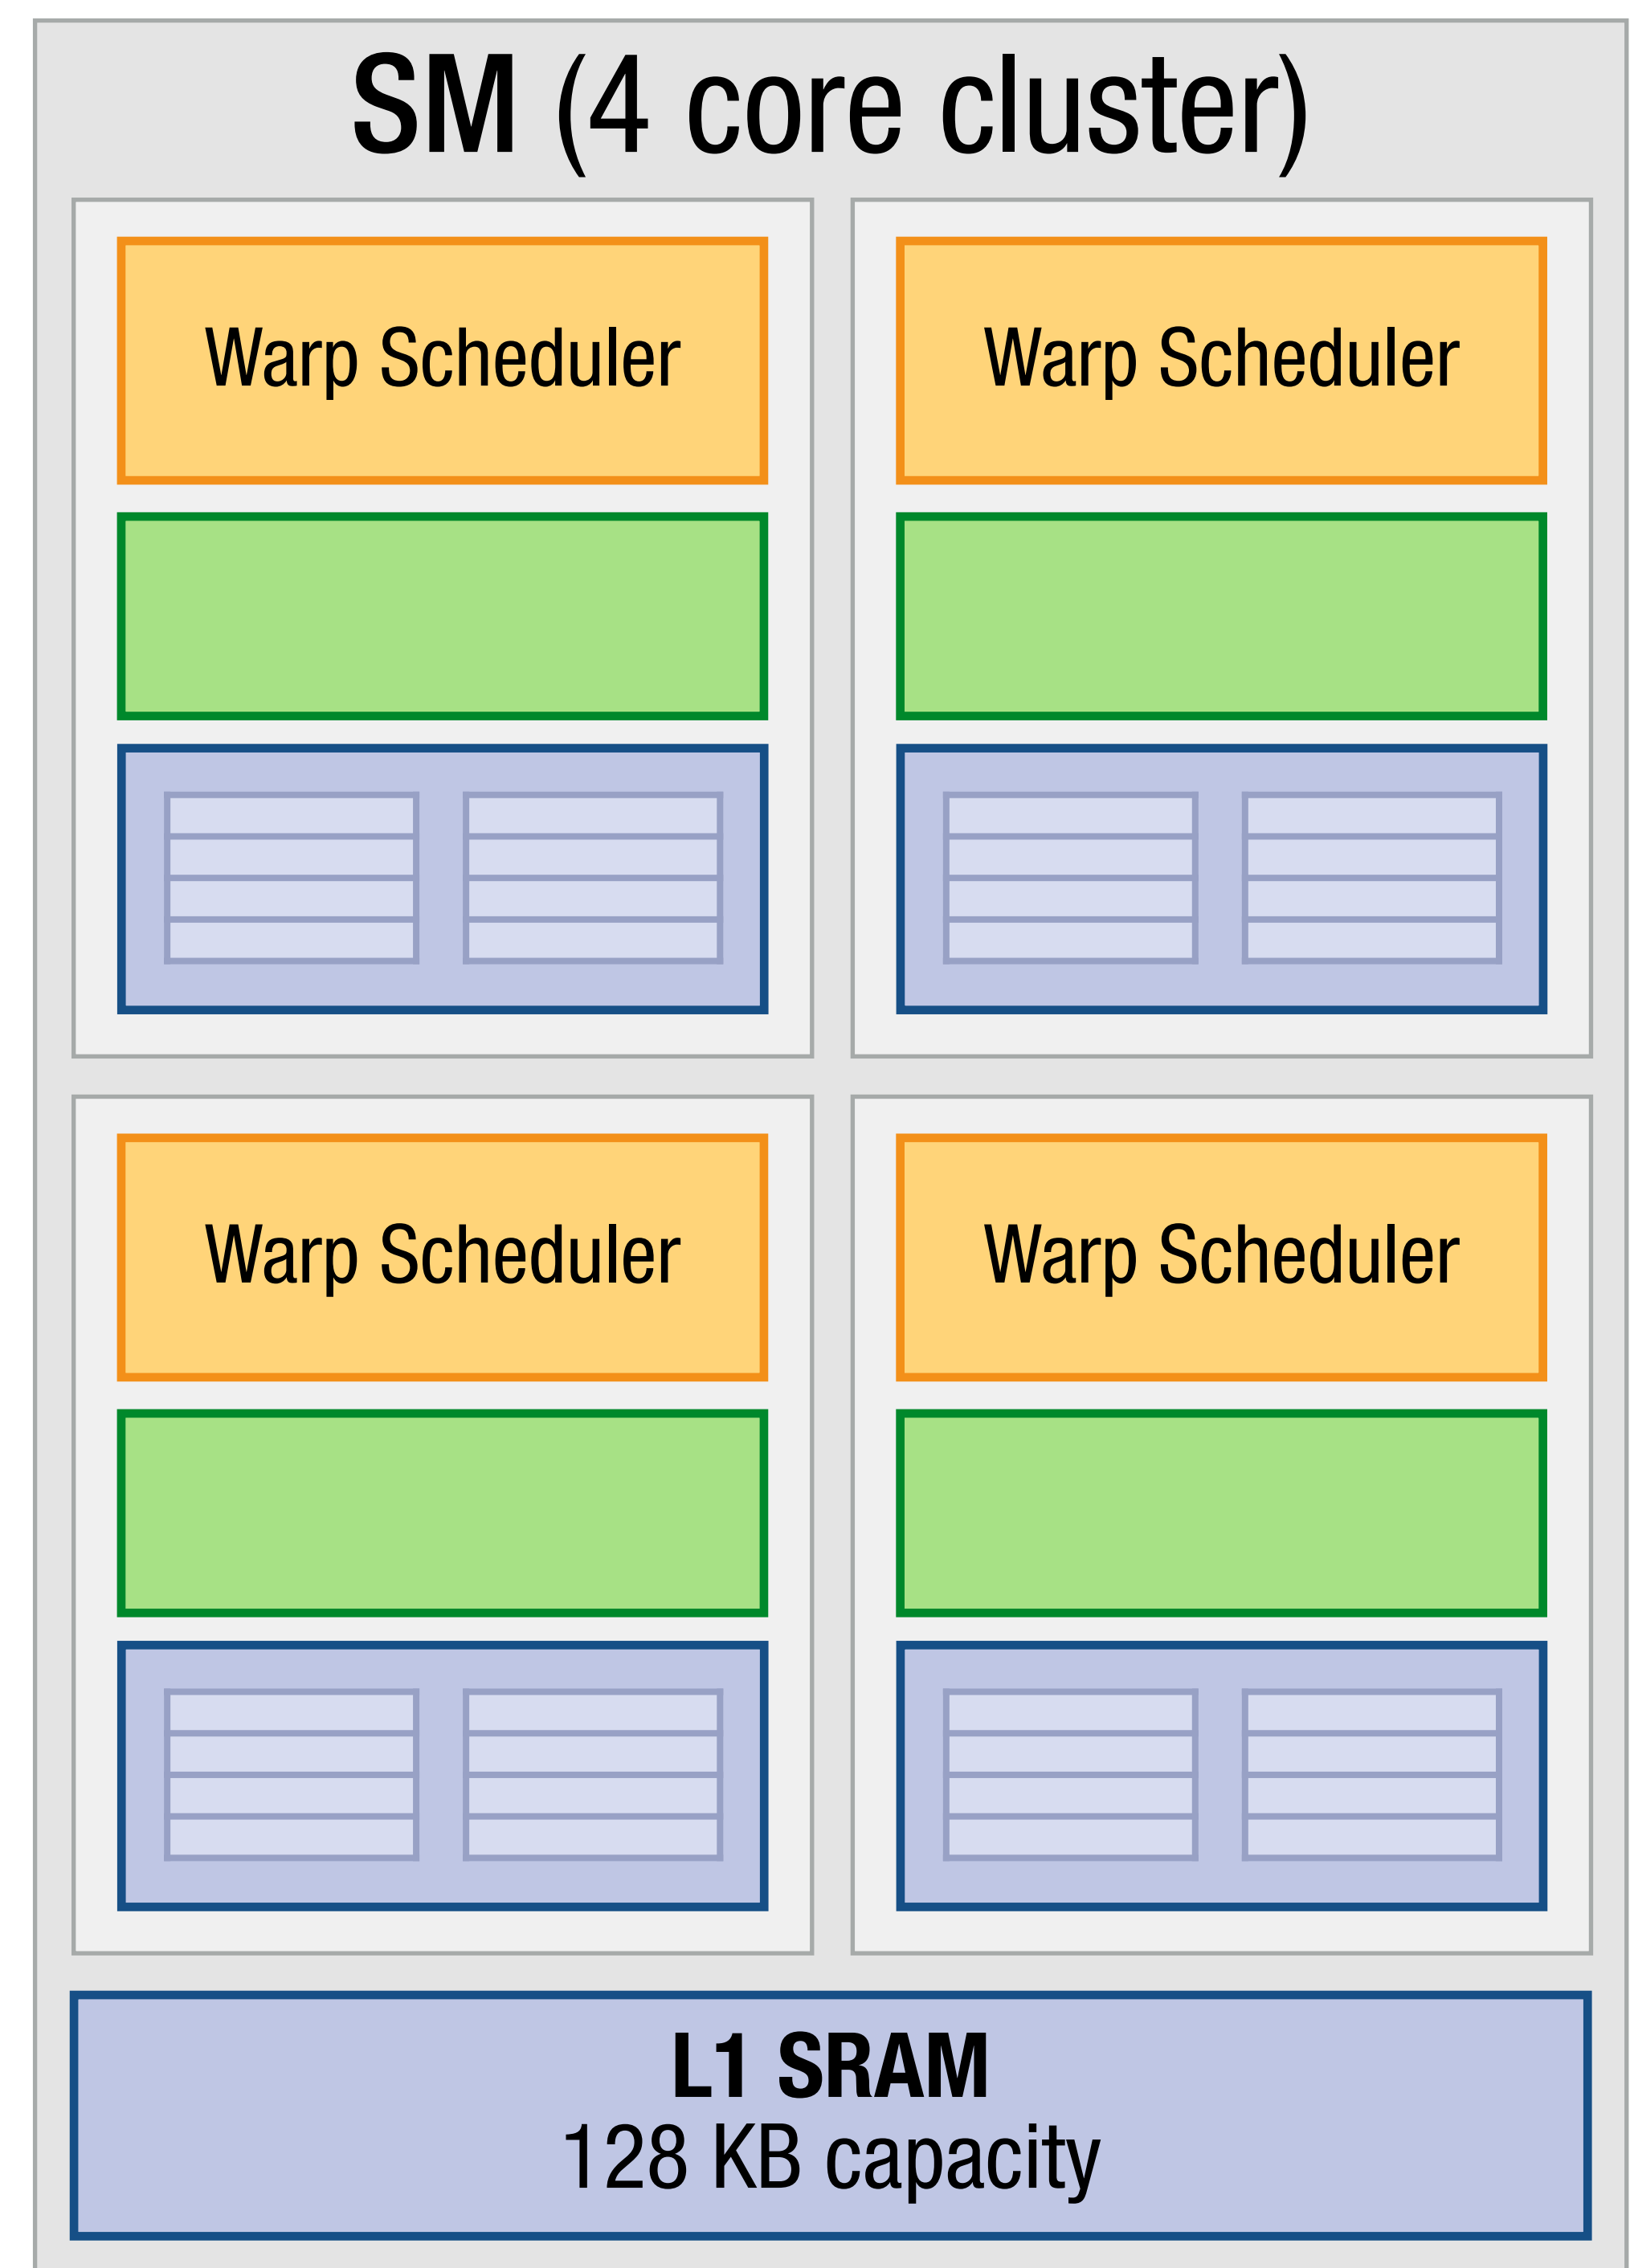 SM (4 core cluster)
Warp Scheduler
Warp Scheduler
Warp Scheduler
Warp Scheduler
L1 SRAM
128 KB capacity